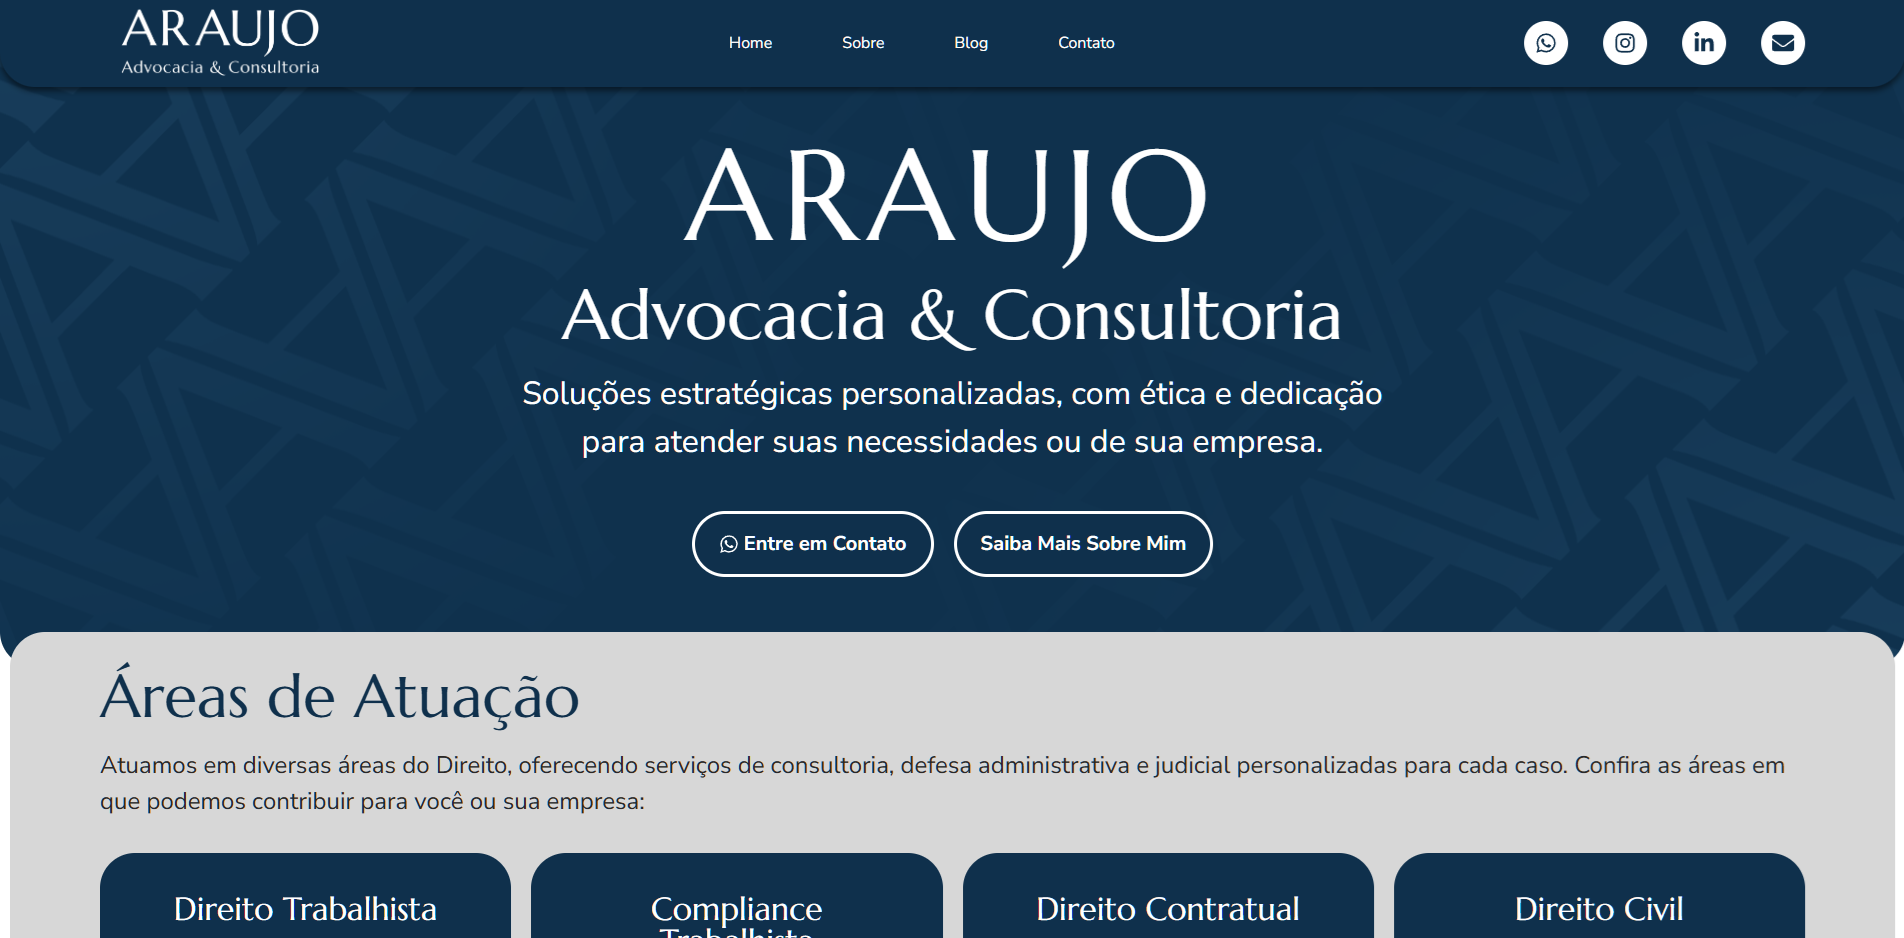 ARAUJO
Advocacia & Consultoria
Home
Sobre
Blog
Contato
ARAUJO
Advocacia & Consultoria
Soluções estratégicas personalizadas, com ética e dedicação
para atender suas necessidades ou de sua empresa.
Entre em Contato
Saiba Mais Sobre Mim
Áreas de Atuação
Atuamos em diversas áreas do Direito, oferecendo serviços de consultoria, defesa administrativa e judicial personalizadas para cada caso. Confira as áreas em
que podemos contribuir para você ou sua empresa:
Direito Trabalhista
Compliance
Trabalhista
Direito Contratual
Direito Civil